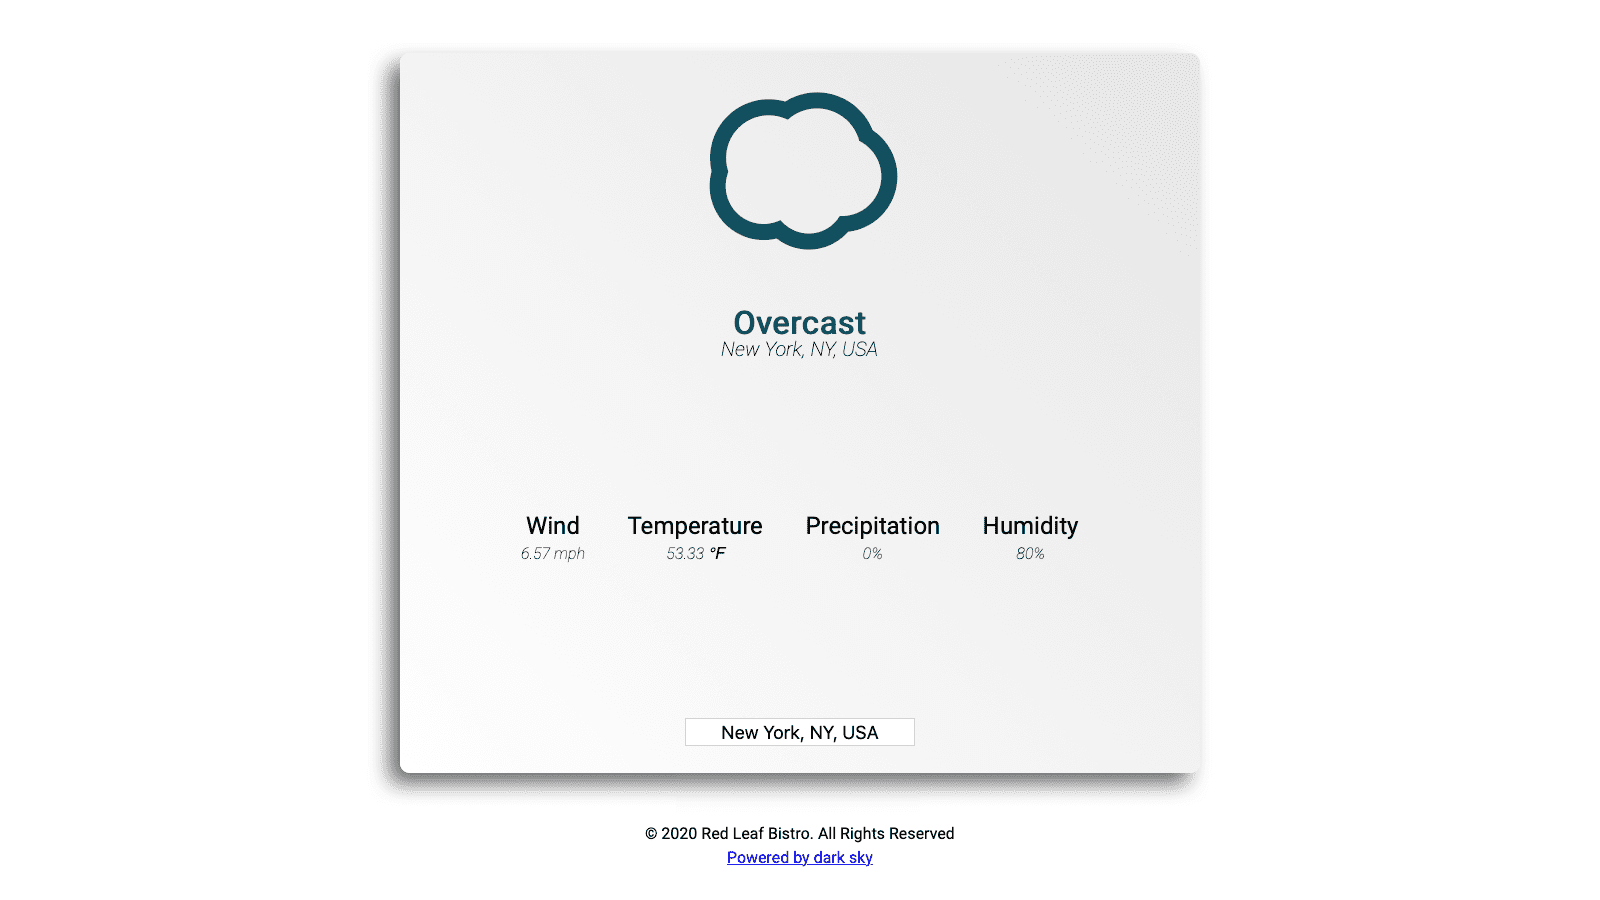 Overcast
New York, NY, USA
Wind Temperature Precipitation Humidity
6.57 mph 53.33 °F 0% 80%
New York, NY, USA
© 2020 Red Leaf Bistro. All Rights Reserved
Powered by dark sky